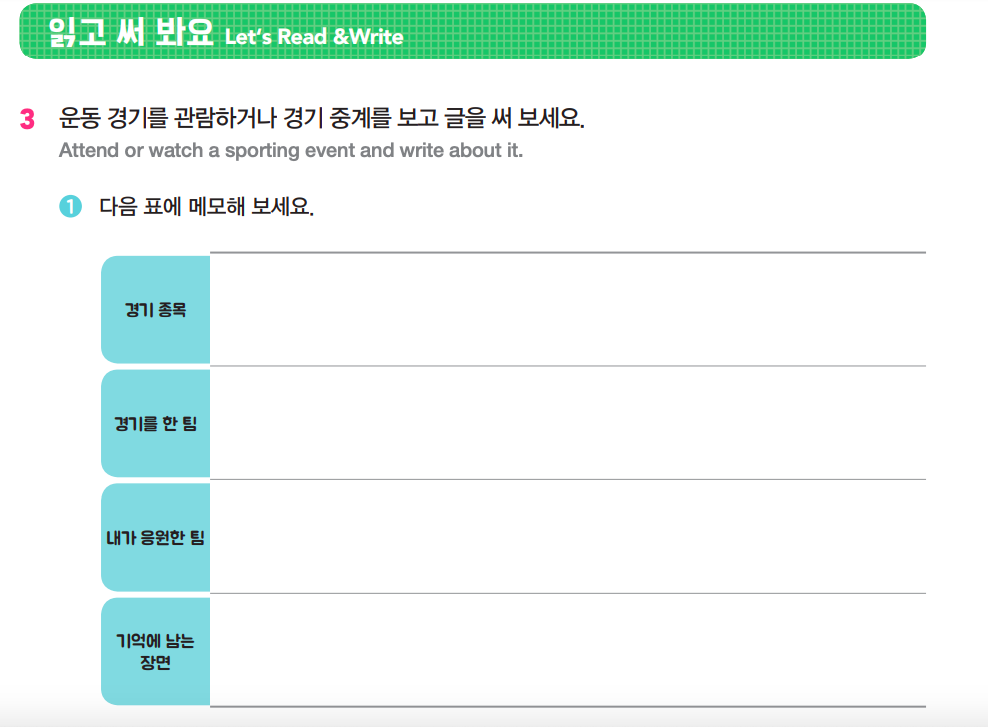 읽고 써 봐요 Let's Read &Write
3 운동 경기를 관람하거나 경기 중계를 보고 글을 써 보세요.
Attend or watch a sporting event and write about it.
1 다음 표에 메모해 보세요.
경기 종목
경기를 한 팀
내가 응원한 팀
기억에 남는
장면